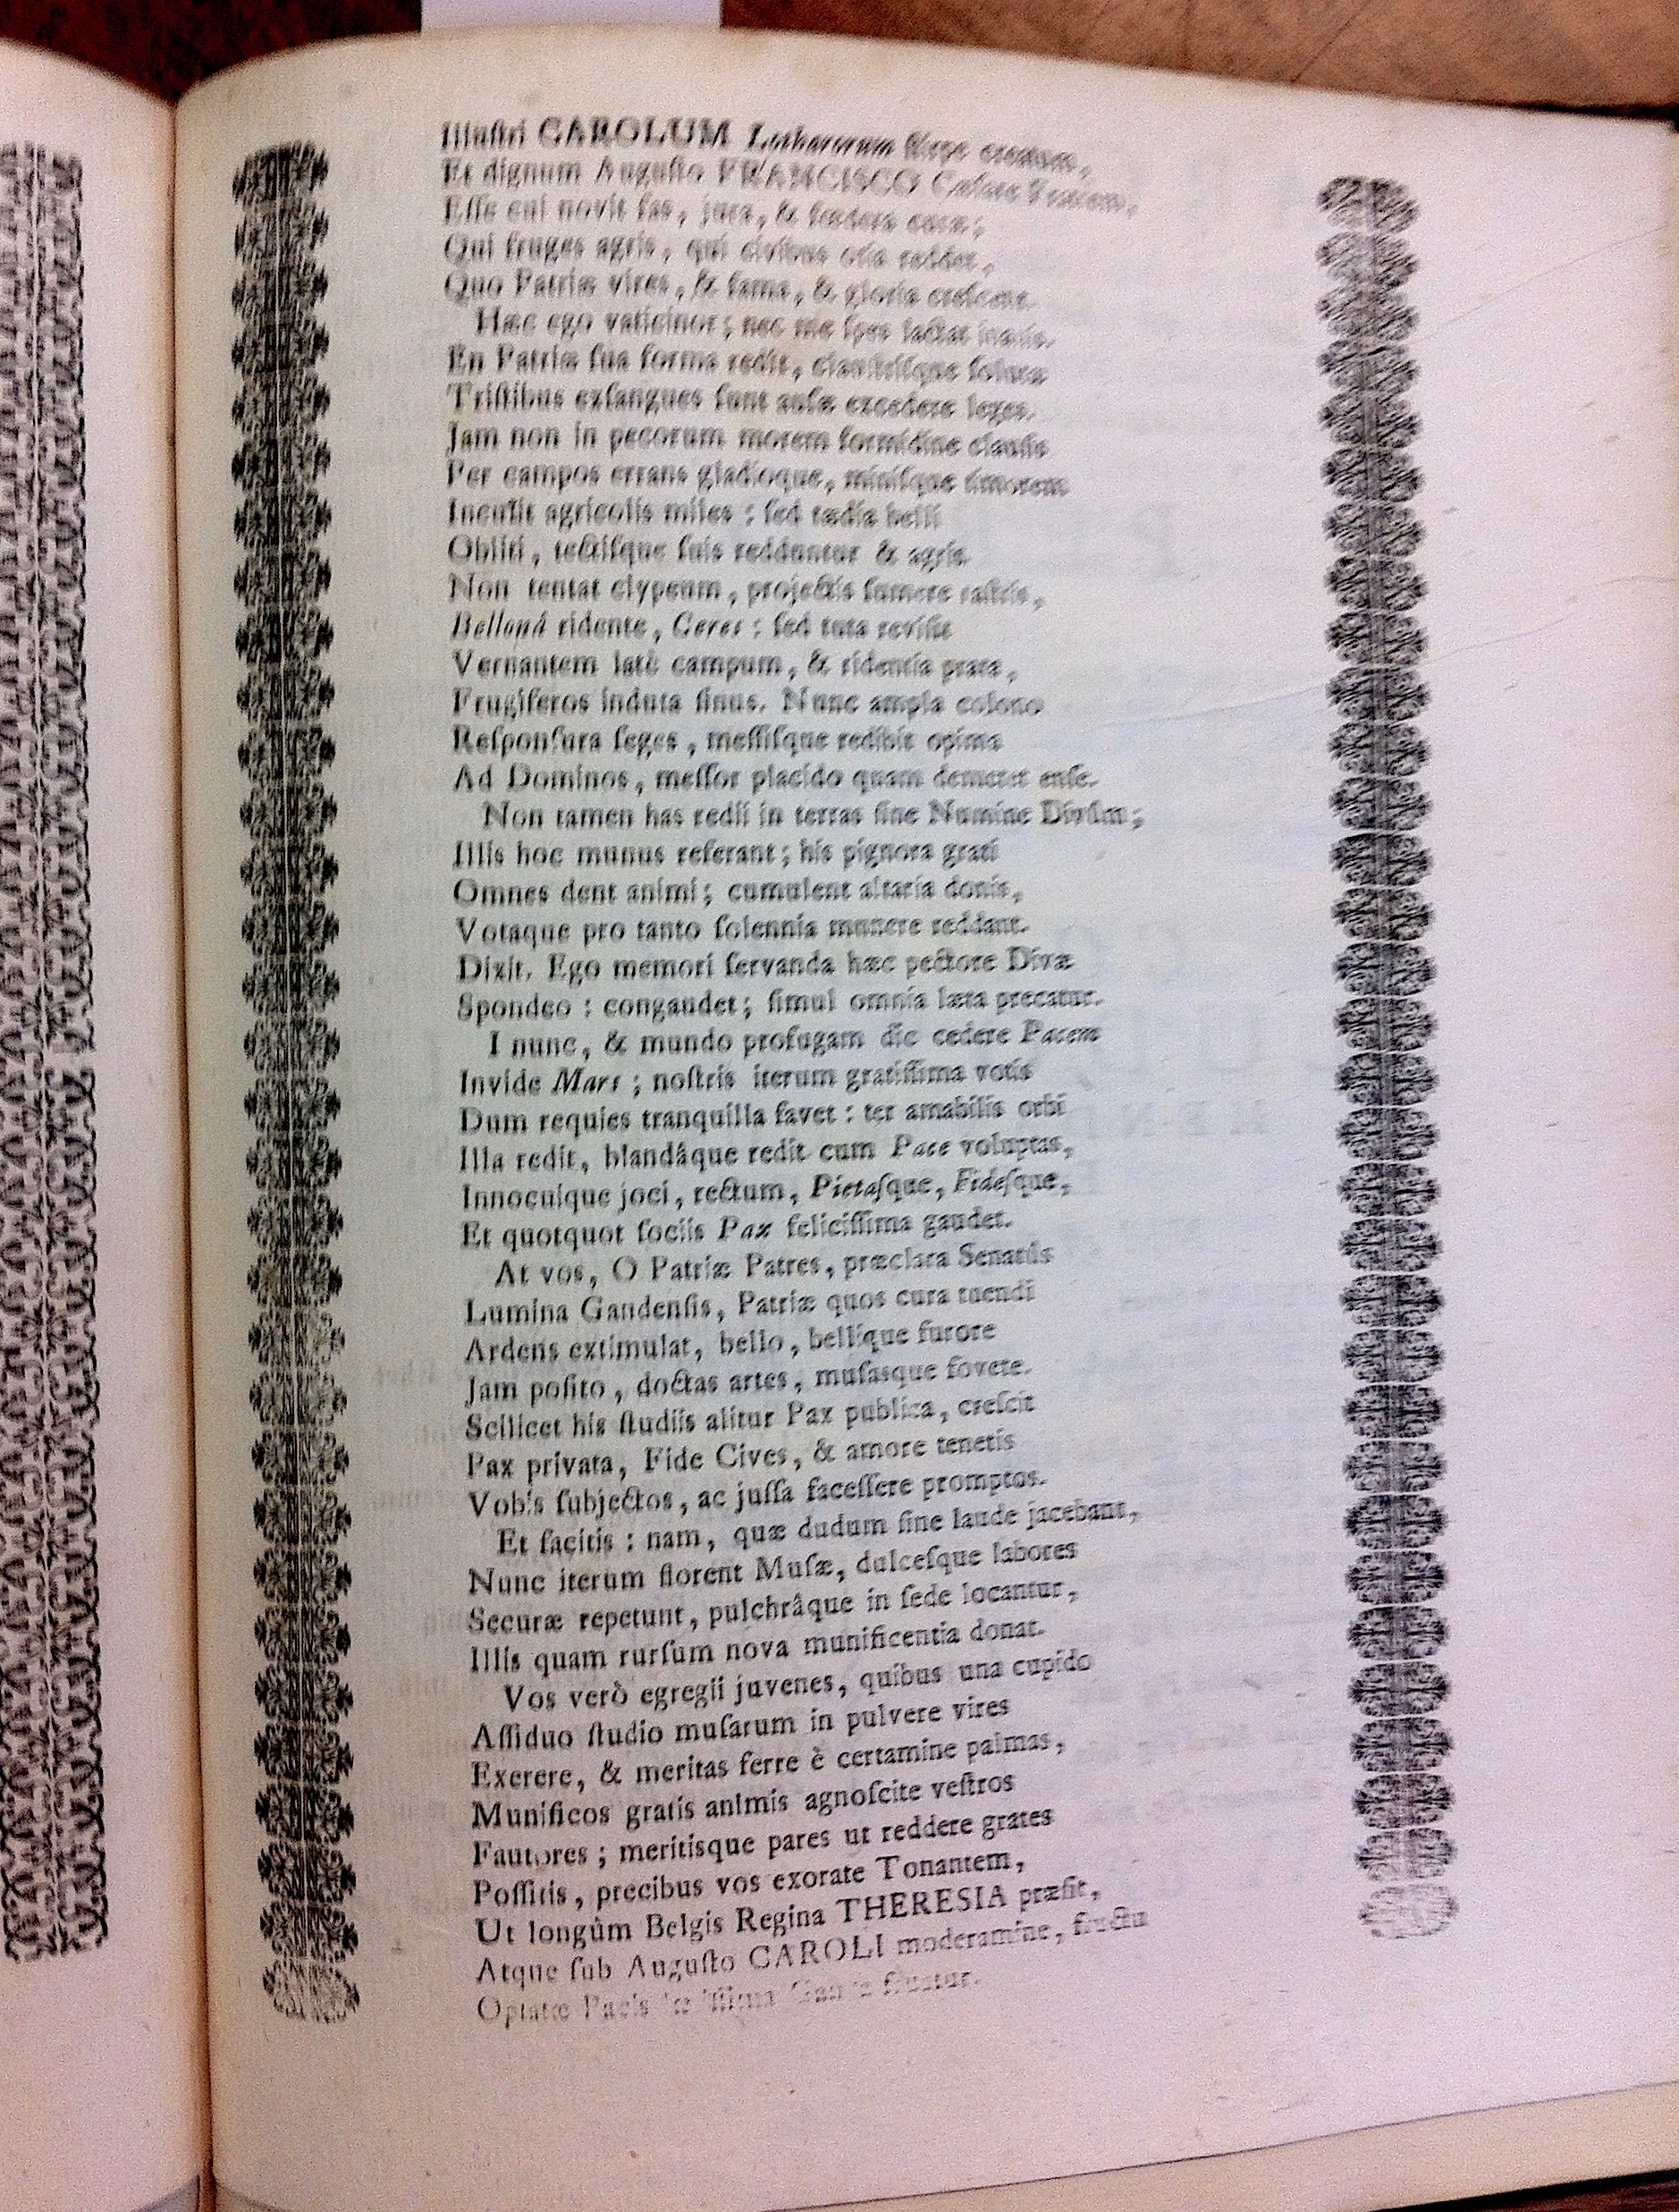 Illuſtri CAROLUM Lotharorum ſtirpe creatum,
Et dignum Auguſto FRANCISCO Ceſare Fratrem,
Eſſe cui novit fas, jura, & fœdera curæ;
Qui fruges agris, qui civibus otia reddet,
Quo Patriæ vires, & fama, & gloria creſcent.
Hæc ego vaticinor; nec me ſpes lactat inanis.
En Patriæ ſua forma redit, clauſtriſque ſolutæ
Triſtibus exſangues ſunt auſæ excedere leges.
Jam non in pecorum morem formidine clauſis
Per campos errans gladioque, miniſque timorem
Incutit agricolis miles: ſed tædia belli
Obliti, tectiſque ſuis redduntur & agris.
Non tentat clypeum, projectis ſumere raſtris,
Bellonâ ridente, Ceres: ſed tuta reviſit
Vernantem latè campum, & ridentia prata,
Frugiferos induta ſinus. Nunc ampla colono
Reſponſura ſeges, meſſiſque redibit opima
Ad Dominos, meſſor placido quam demetet enſe.
Non tamen has redii in terras ſine Numine Divûm;
Illis hoc munus referant; his pignora grati
Omnes dent animi; cumulent altaria donis,
Votaque pro tanto ſolennia munere reddant.
Dixit. Ego memori ſervanda hæc pectore Divæ
Spondeo: congaudet; ſimul omnia læta precatur.
I nunc, & mundo profugam dic cedere Pacem
Invide Mars; noſtris iterum gratiſſima votis
Dum requies tranquilla favet: ter amabilis orbi
Illa redit, blandâque redit cum Pace voluptas,
Innocuique joci, rectum, Pietaſque, Fideſque,
Et quotquot ſociis Pax feliciſſima gaudet.
At vos, O Patriæ Patres, præclara Senatûs
Lumina Gandenſis, Patriæ quos cura tuendi
Ardens extimulat, bello, bellique furore
Jam poſito, doctas artes, muſasque fovete.
Scilicet his ſtudiis alitur Pax publica, creſcit
Pax privata, Fide Cives, & amore tenetis
Vobis ſubjectos, ac juſſa faceſſere promptos.
Et facitis: nam, quæ dudum ſine laude jacebant,
Nunc iterum florent Muſæ, dulceſque labores
Securæ repetunt, pulchrâque in ſede locantur,
Illis quam rurſum nova munificentia donat.
Vos verò egregii juvenes, quibus una cupido
Aſſiduo ſtudio muſarum in pulvere vires
Exerere, & meritas ferre è certamine palmas,
Munificos gratis animis agnoſcite veſtros
Fautores; meritisque pares ut reddere grates
Poſſitis, precibus vos exorate Tonantem,
Ut longùm Belgis Regina THERESIA præſit,
Atque ſub Auguſto CAROLI moderamine, fructu
Optatæ Pacis